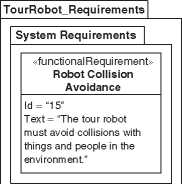 TourRobot_Requirements
System Requirements
«functionalRequirement»
Robot Collision
Avoidance
Id = “15”
Text = “The tour robot
must avoid collisions with
things and people in the
environment.”